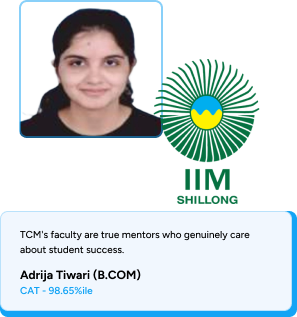 IIM
SHILLONG
TCM's faculty are true mentors who genuinely care
about student success.
Adrija Tiwari (B.COM)
CAT - 98.65%ile